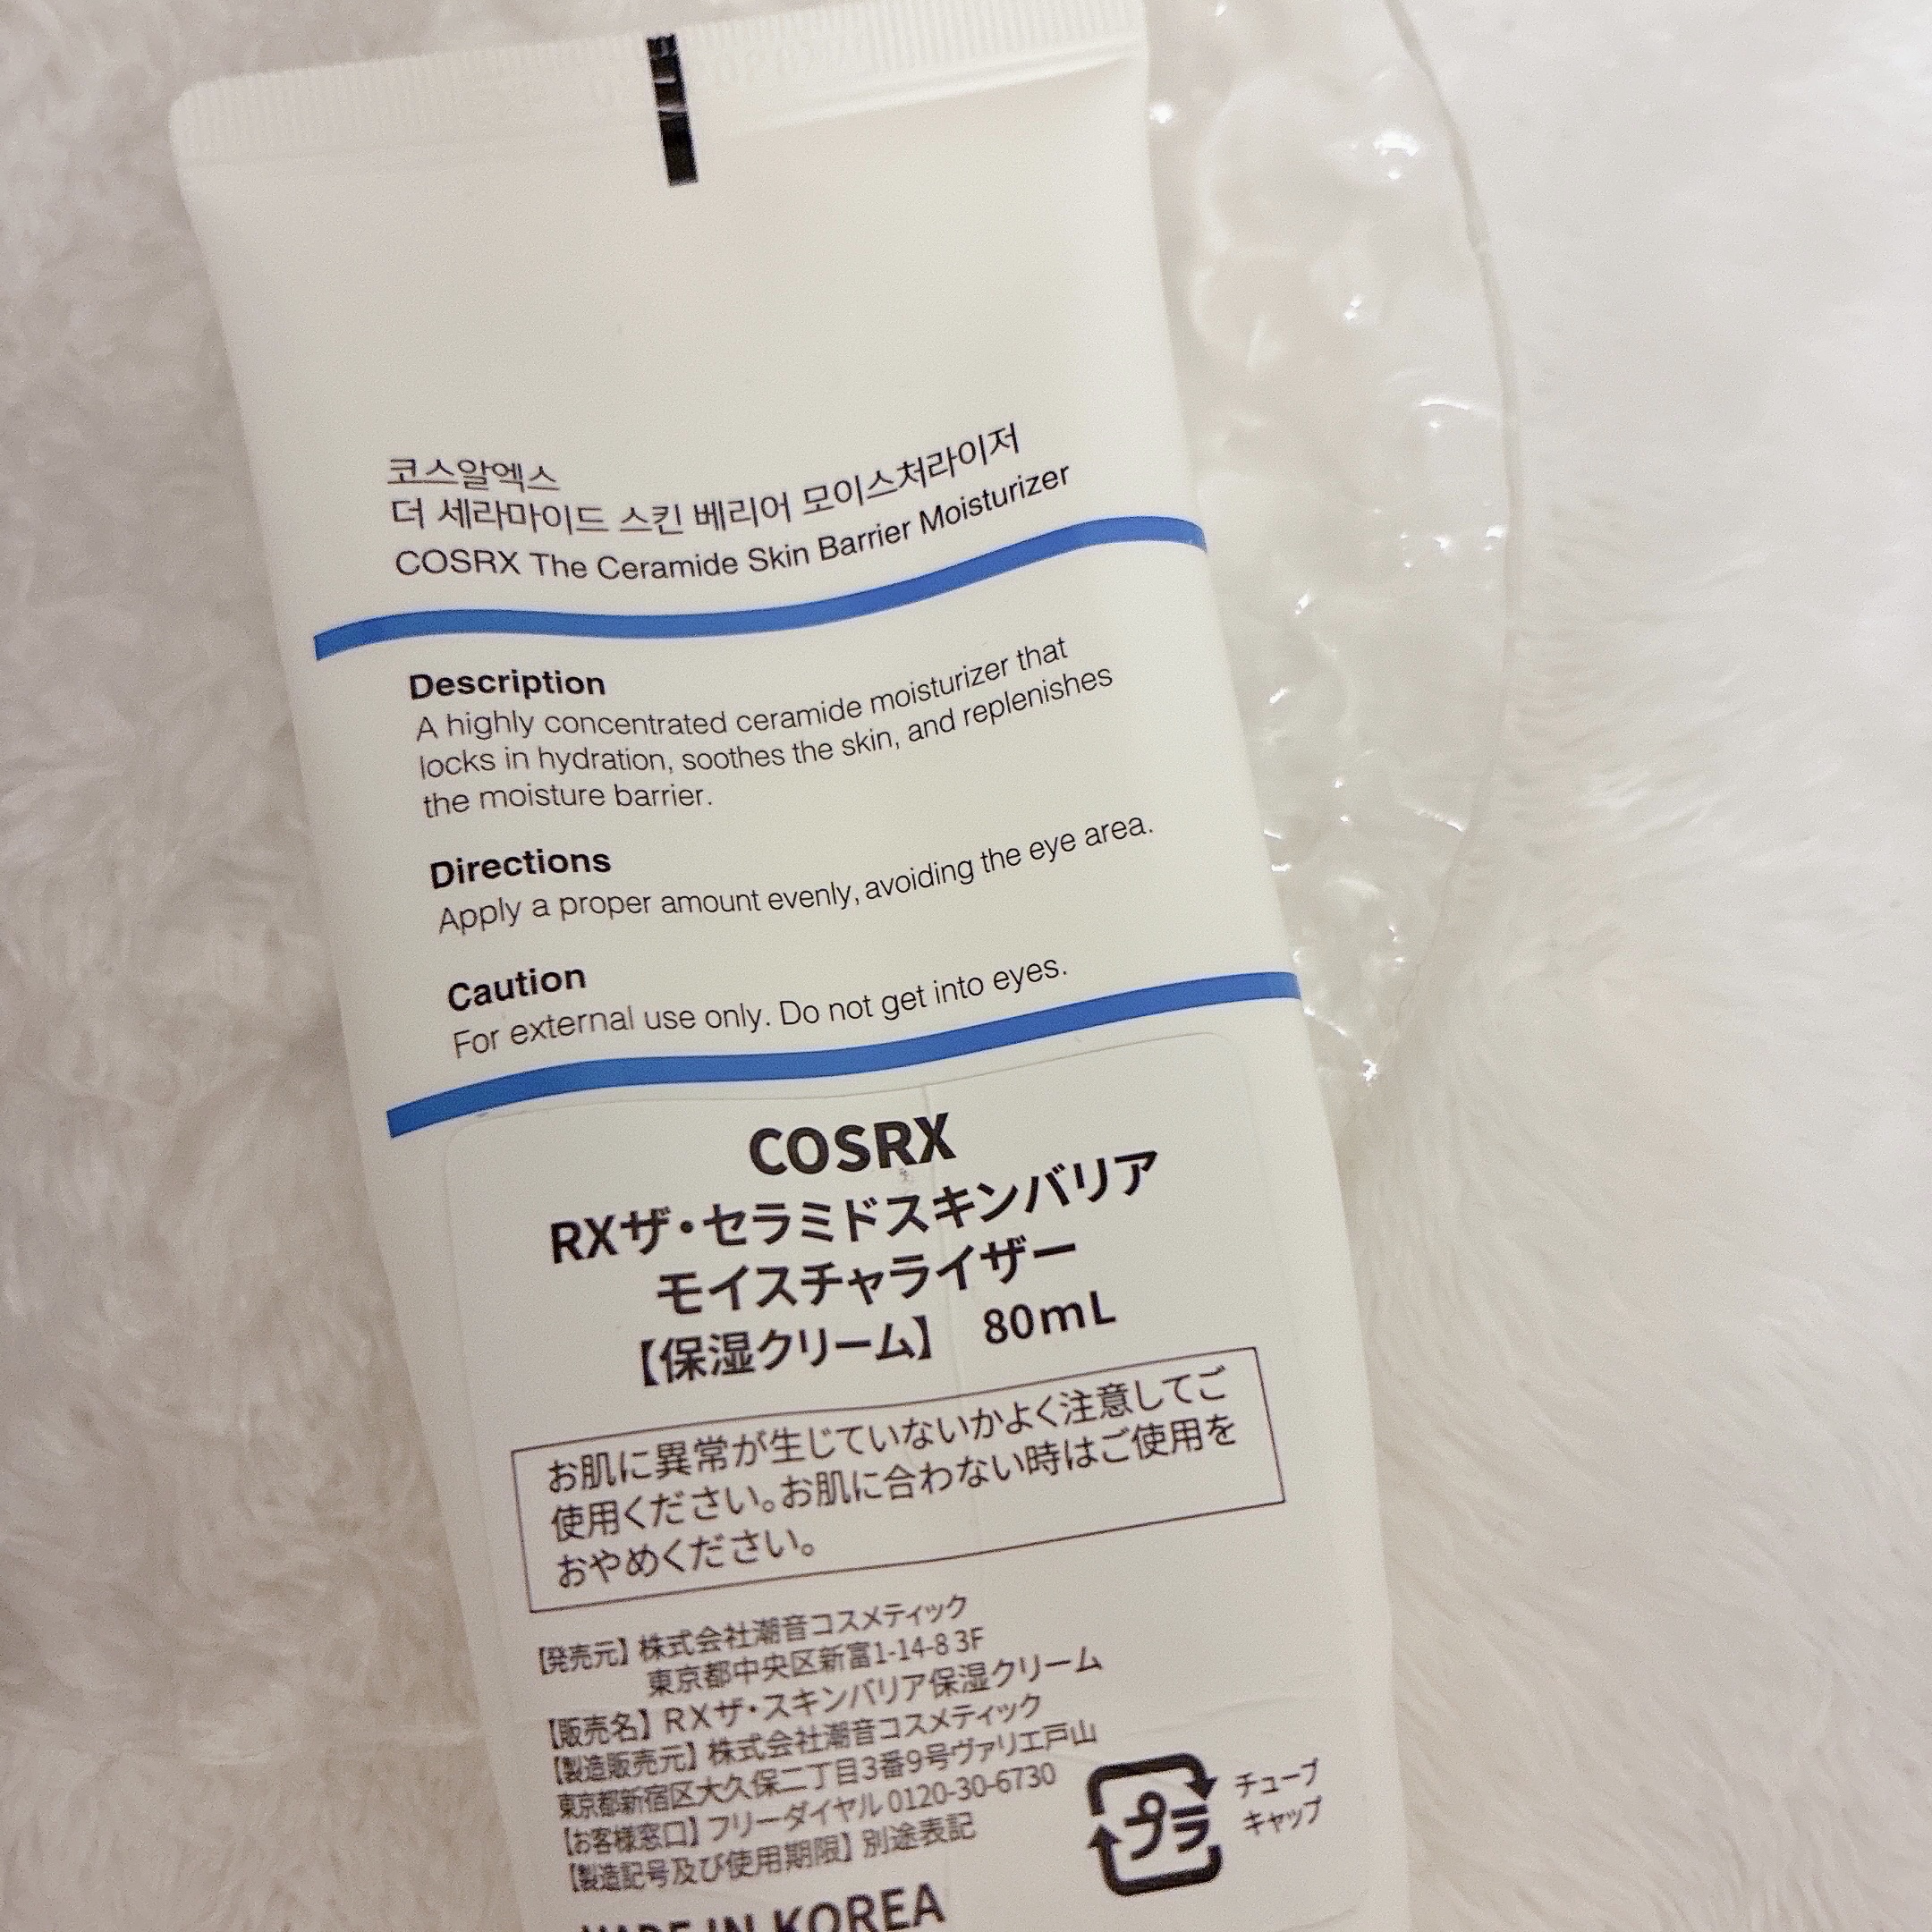 코스알엑스
더 세라마이드 스킨 베리어 모이스처라이저
COSRX The Ceramide Skin Barrier Moisturizer
Description
A highly concentrated ceramide moisturizer that
locks in hydration, soothes the skin, and replenishes
the moisture barrier.
Directions
Apply a proper amount evenly, avoiding the eye area.
Caution
For external use only. Do not get into eyes.
COSRX
RXザ・セラミドスキンバリア
モイスチャライザー
【保湿クリーム】 80mL
お肌に異常が生じていないかよく注意してご
使用ください。お肌に合わない時はご使用を
おやめください。
【発売元】株式会社潮音コスメティック
東京都中央区新富1-14-8 3F
【販売名】RXザ・スキンバリア保湿クリーム
【製造販売元】株式会社潮音コスメティック
東京都新宿区大久保二丁目3番9号ヴァリエ戸山
【お客様窓口】フリーダイヤル 0120-30-6730
【製造記号及び使用期限】別途表記
MADE IN KOREA
プラ
チューブ
キャップ